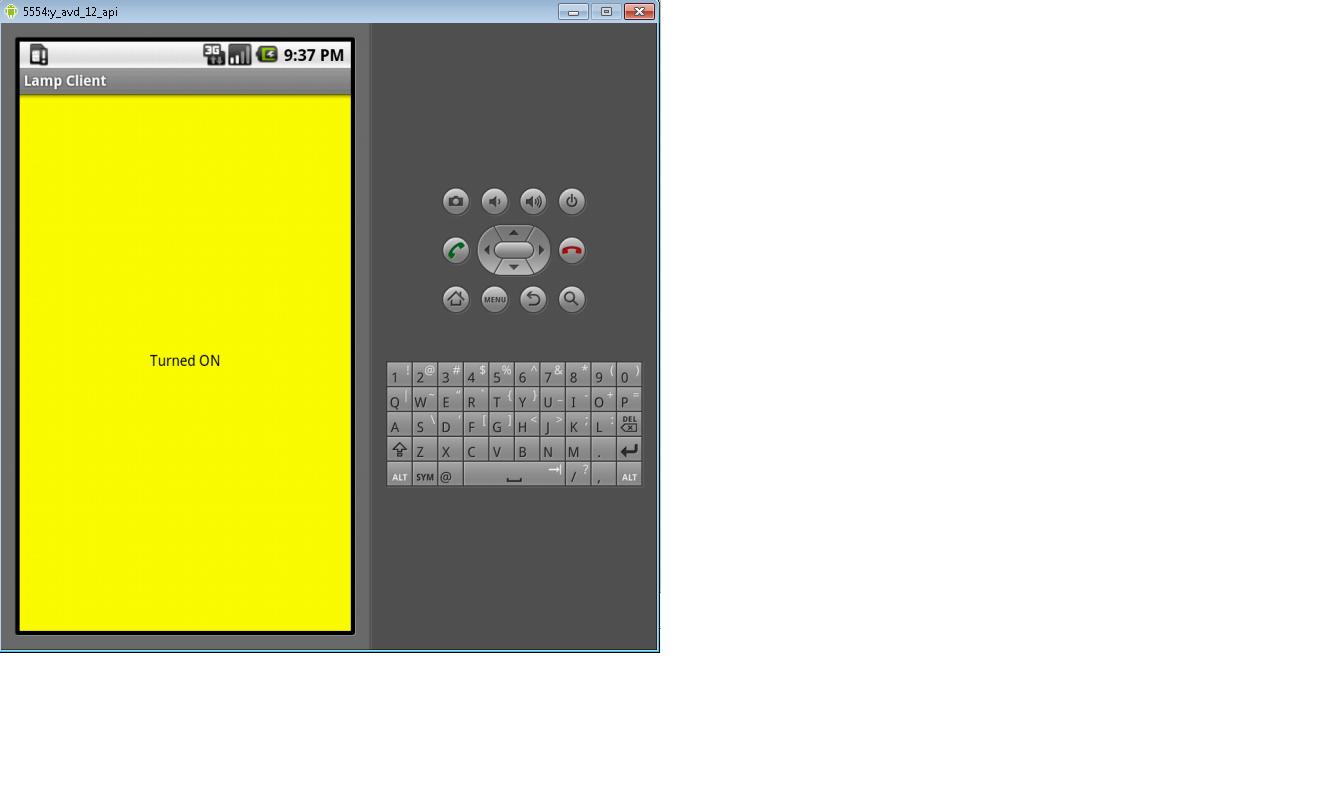 5554:y_avd_12_api
3G 9:37 PM
Lamp Client
Turned ON
MENU
1 ! 2 @ 3 # 4 $ 5 % 6 ^ 7 & 8 * 9 ( 0 )
Q | W ~ E " R ` T { Y } U _ I - O + P =
A S \ D ' F [ G ] H < J > K ; L : DEL
Z X C V B N M .
ALT SYM @ / ? , ALT